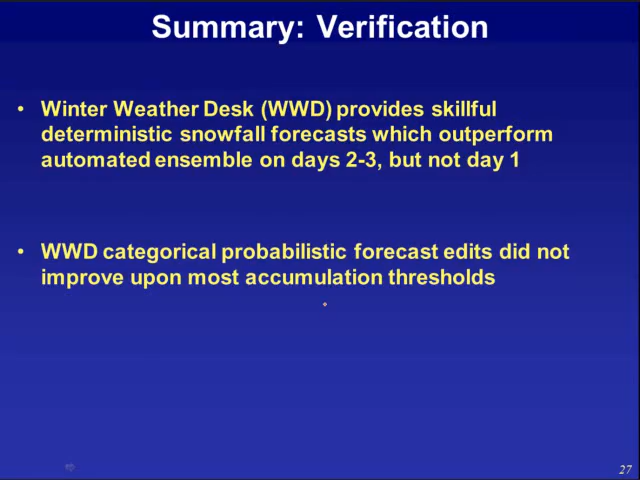 Summary: Verification
• Winter Weather Desk (WWD) provides skillful
deterministic snowfall forecasts which outperform
automated ensemble on days 2-3, but not day 1
• WWD categorical probabilistic forecast edits did not
improve upon most accumulation thresholds
27